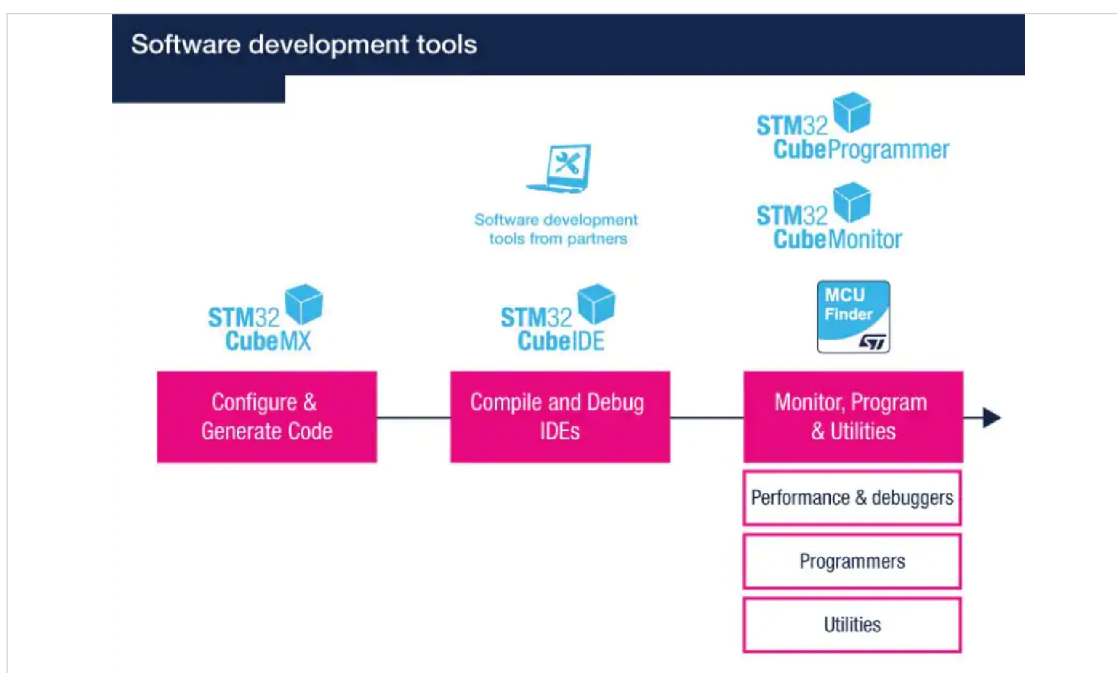 Software development tools
STM32
CubeProgrammer
Software development
tools from partners
STM32
CubeMonitor
STM32
CubeMX
STM32
CubeIDE
MCU
Finder
ST
Configure &
Generate Code
Compile and Debug
IDEs
Monitor, Program
& Utilities
Performance & debuggers
Programmers
Utilities